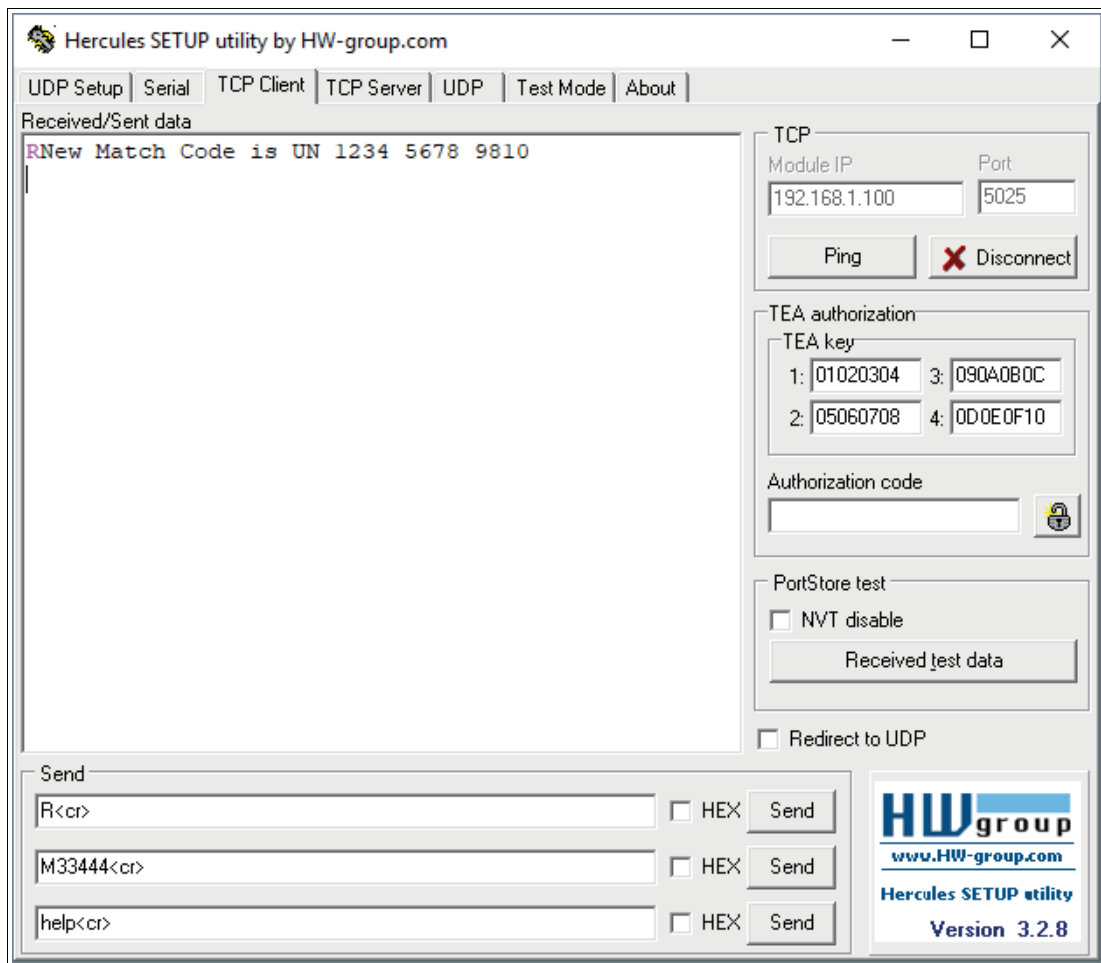 Hercules SETUP utility by HW-group.com
UDP Setup Serial TCP Client TCP Server UDP Test Mode About
Received/Sent data
RNew Match Code is UN 1234 5678 9810
TCP
Module IP Port
192.168.1.100 5025
Ping Disconnect
TEA authorization
TEA key
1: 01020304 3: 090A0B0C
2: 05060708 4: 0D0E0F10
Authorization code
PortStore test
NVT disable
Received test data
Redirect to UDP
Send
R<cr> HEX Send
M33444<cr> HEX Send
help<cr> HEX Send
HW group
www.HW-group.com
Hercules SETUP utility
Version 3.2.8